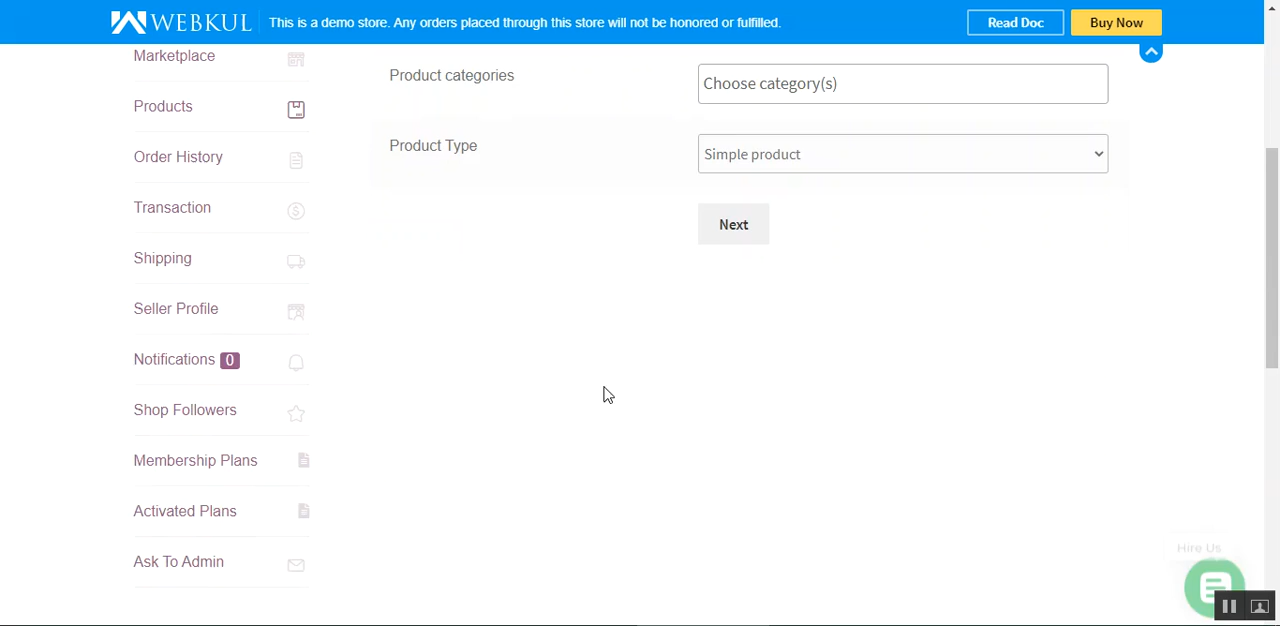 WEBKUL This is a demo store. Any orders placed through this store will not be honored or fulfilled. Read Doc Buy Now
Marketplace
Products
Order History
Transaction
Shipping
Seller Profile
Notifications 0
Shop Followers
Membership Plans
Activated Plans
Ask To Admin
Product categories Choose category(s)
Product Type Simple product
Next
Hire Us